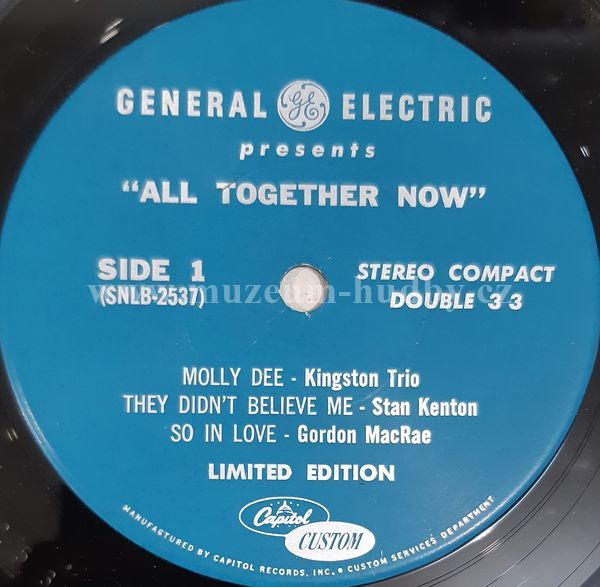 GENERAL GE ELECTRIC
presents
"ALL TOGETHER NOW"
SIDE 1
(SNLB-2537)
STEREO COMPACT
DOUBLE 33
www.muzeum-hudby.cz
MOLLY DEE - Kingston Trio
THEY DIDN'T BELIEVE ME - Stan Kenton
SO IN LOVE - Gordon MacRae
LIMITED EDITION
Capitol
CUSTOM
MANUFACTURED BY CAPITOL RECORDS, INC. • CUSTOM SERVICES DEPARTMENT